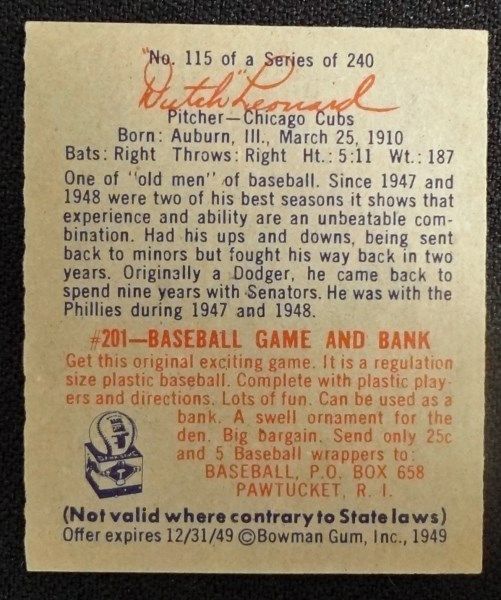 No. 115 of a Series of 240
"Dutch" Leonard
Pitcher—Chicago Cubs
Born: Auburn, Ill., March 25, 1910
Bats: Right Throws: Right Ht.: 5:11 Wt.: 187
One of "old men" of baseball. Since 1947 and
1948 were two of his best seasons it shows that
experience and ability are an unbeatable com-
bination. Had his ups and downs, being sent
back to minors but fought his way back in two
years. Originally a Dodger, he came back to
spend nine years with Senators. He was with the
Phillies during 1947 and 1948.
#201—BASEBALL GAME AND BANK
Get this original exciting game. It is a regulation
size plastic baseball. Complete with plastic play-
ers and directions. Lots of fun. Can be used as a
bank. A swell ornament for the
den. Big bargain. Send only 25c
and 5 Baseball wrappers to:
BASEBALL, P.O. BOX 658
PAWTUCKET, R. I.
(Not valid where contrary to State laws)
Offer expires 12/31/49 ©Bowman Gum, Inc., 1949